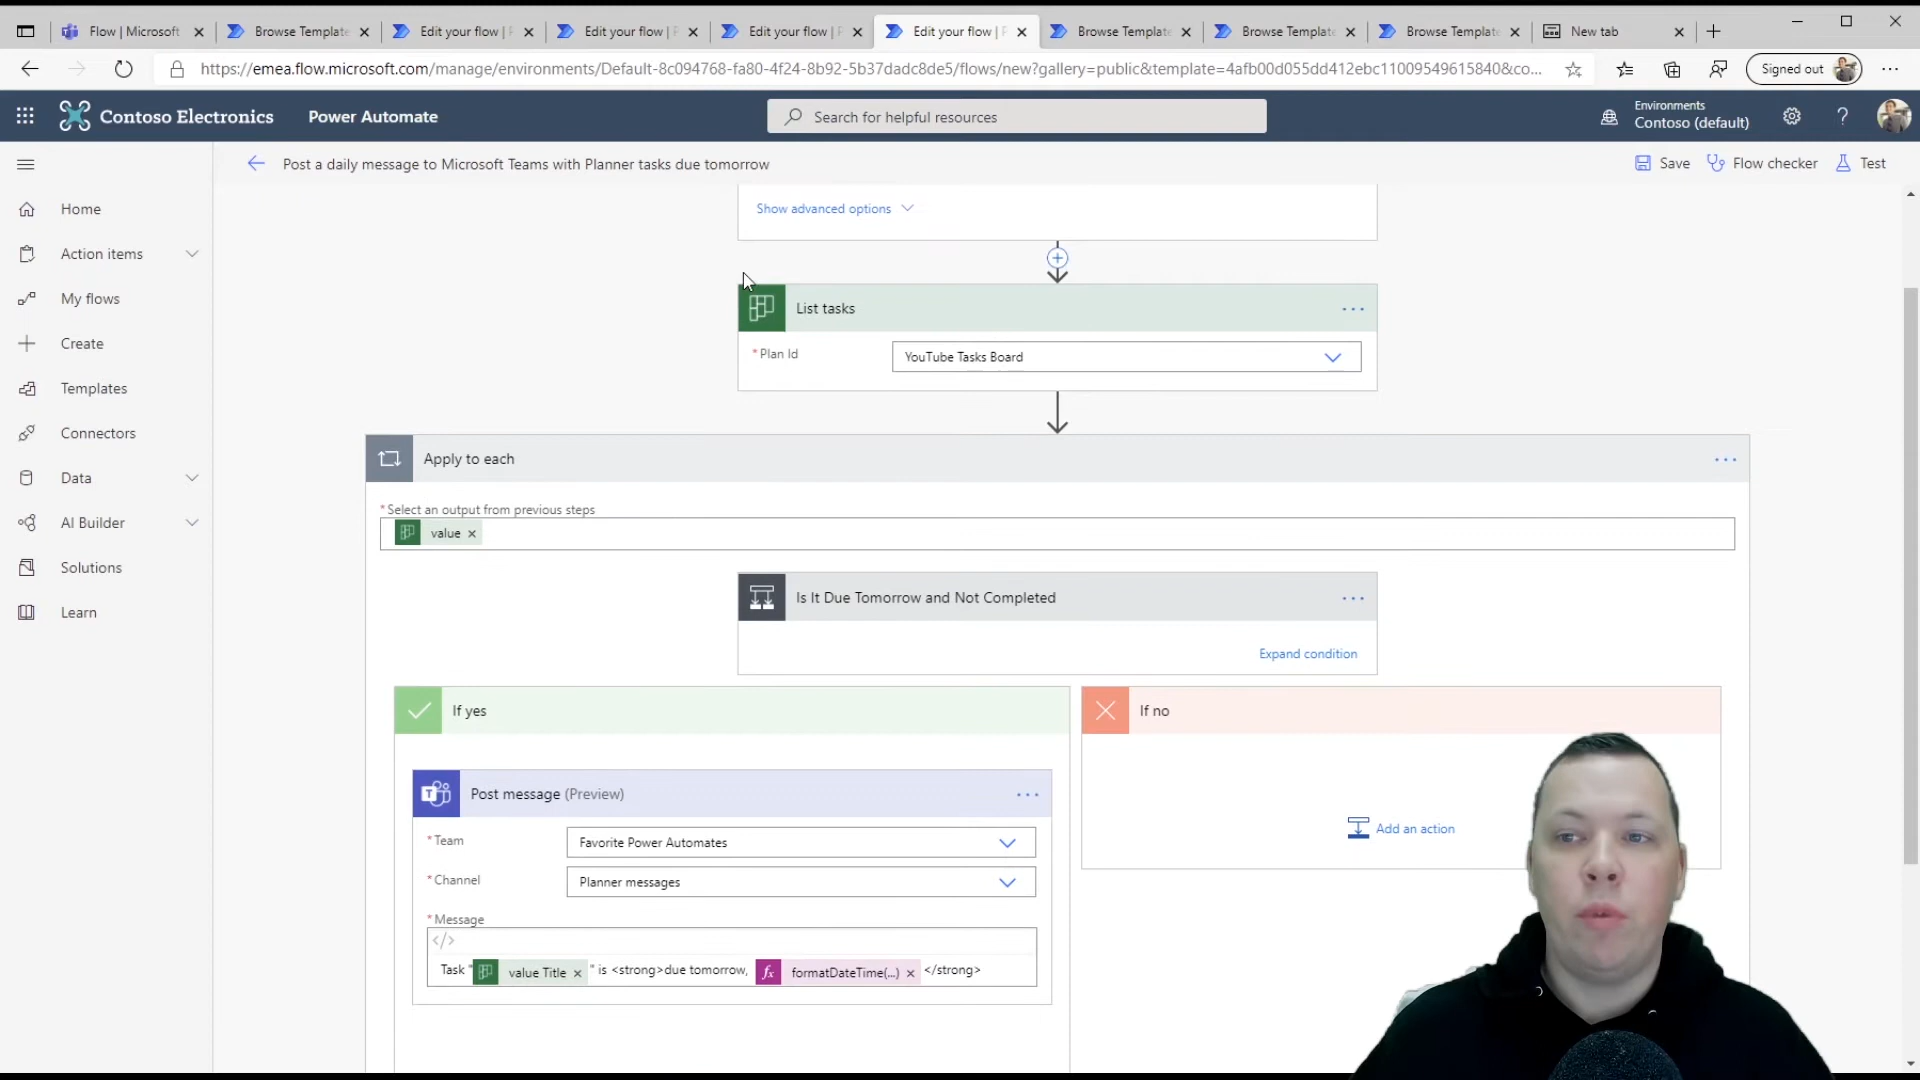 Flow | Microsoft
Browse Template
Edit your flow | P
Edit your flow | P
Edit your flow | P
Edit your flow | P
Browse Template
Browse Template
Browse Template
New tab
https://emea.flow.microsoft.com/manage/environments/Default-8c094768-fa80-4f24-8b92-5b37dadc8de5/flows/new?gallery=public&template=4afb00d055dd412ebc11009549615840&co...
Signed out
Contoso Electronics
Power Automate
Search for helpful resources
Environments
Contoso (default)
Post a daily message to Microsoft Teams with Planner tasks due tomorrow
Save
Flow checker
Test
Home
Action items
My flows
Create
Templates
Connectors
Data
AI Builder
Solutions
Learn
Show advanced options
List tasks
* Plan Id
YouTube Tasks Board
Apply to each
* Select an output from previous steps
value
Is It Due Tomorrow and Not Completed
Expand condition
If yes
If no
Post message (Preview)
* Team
Favorite Power Automates
* Channel
Planner messages
* Message
</>
Task " value Title " is <strong>due tomorrow, fx formatDateTime(...) </strong>
Add an action